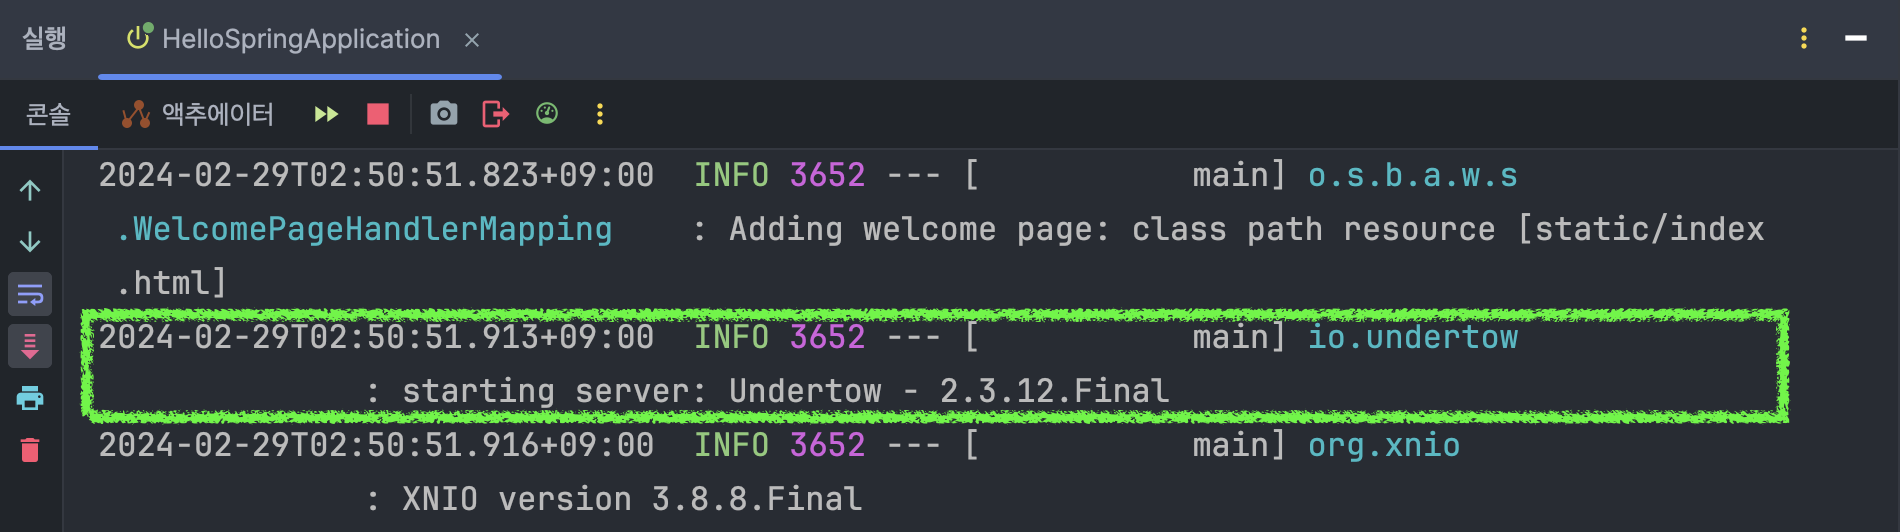 실행 HelloSpringApplication
콘솔 액추에이터
2024-02-29T02:50:51.823+09:00 INFO 3652 --- [ main] o.s.b.a.w.s
.WelcomePageHandlerMapping : Adding welcome page: class path resource [static/index
.html]
2024-02-29T02:50:51.913+09:00 INFO 3652 --- [ main] io.undertow
: starting server: Undertow - 2.3.12.Final
2024-02-29T02:50:51.916+09:00 INFO 3652 --- [ main] org.xnio
: XNIO version 3.8.8.Final